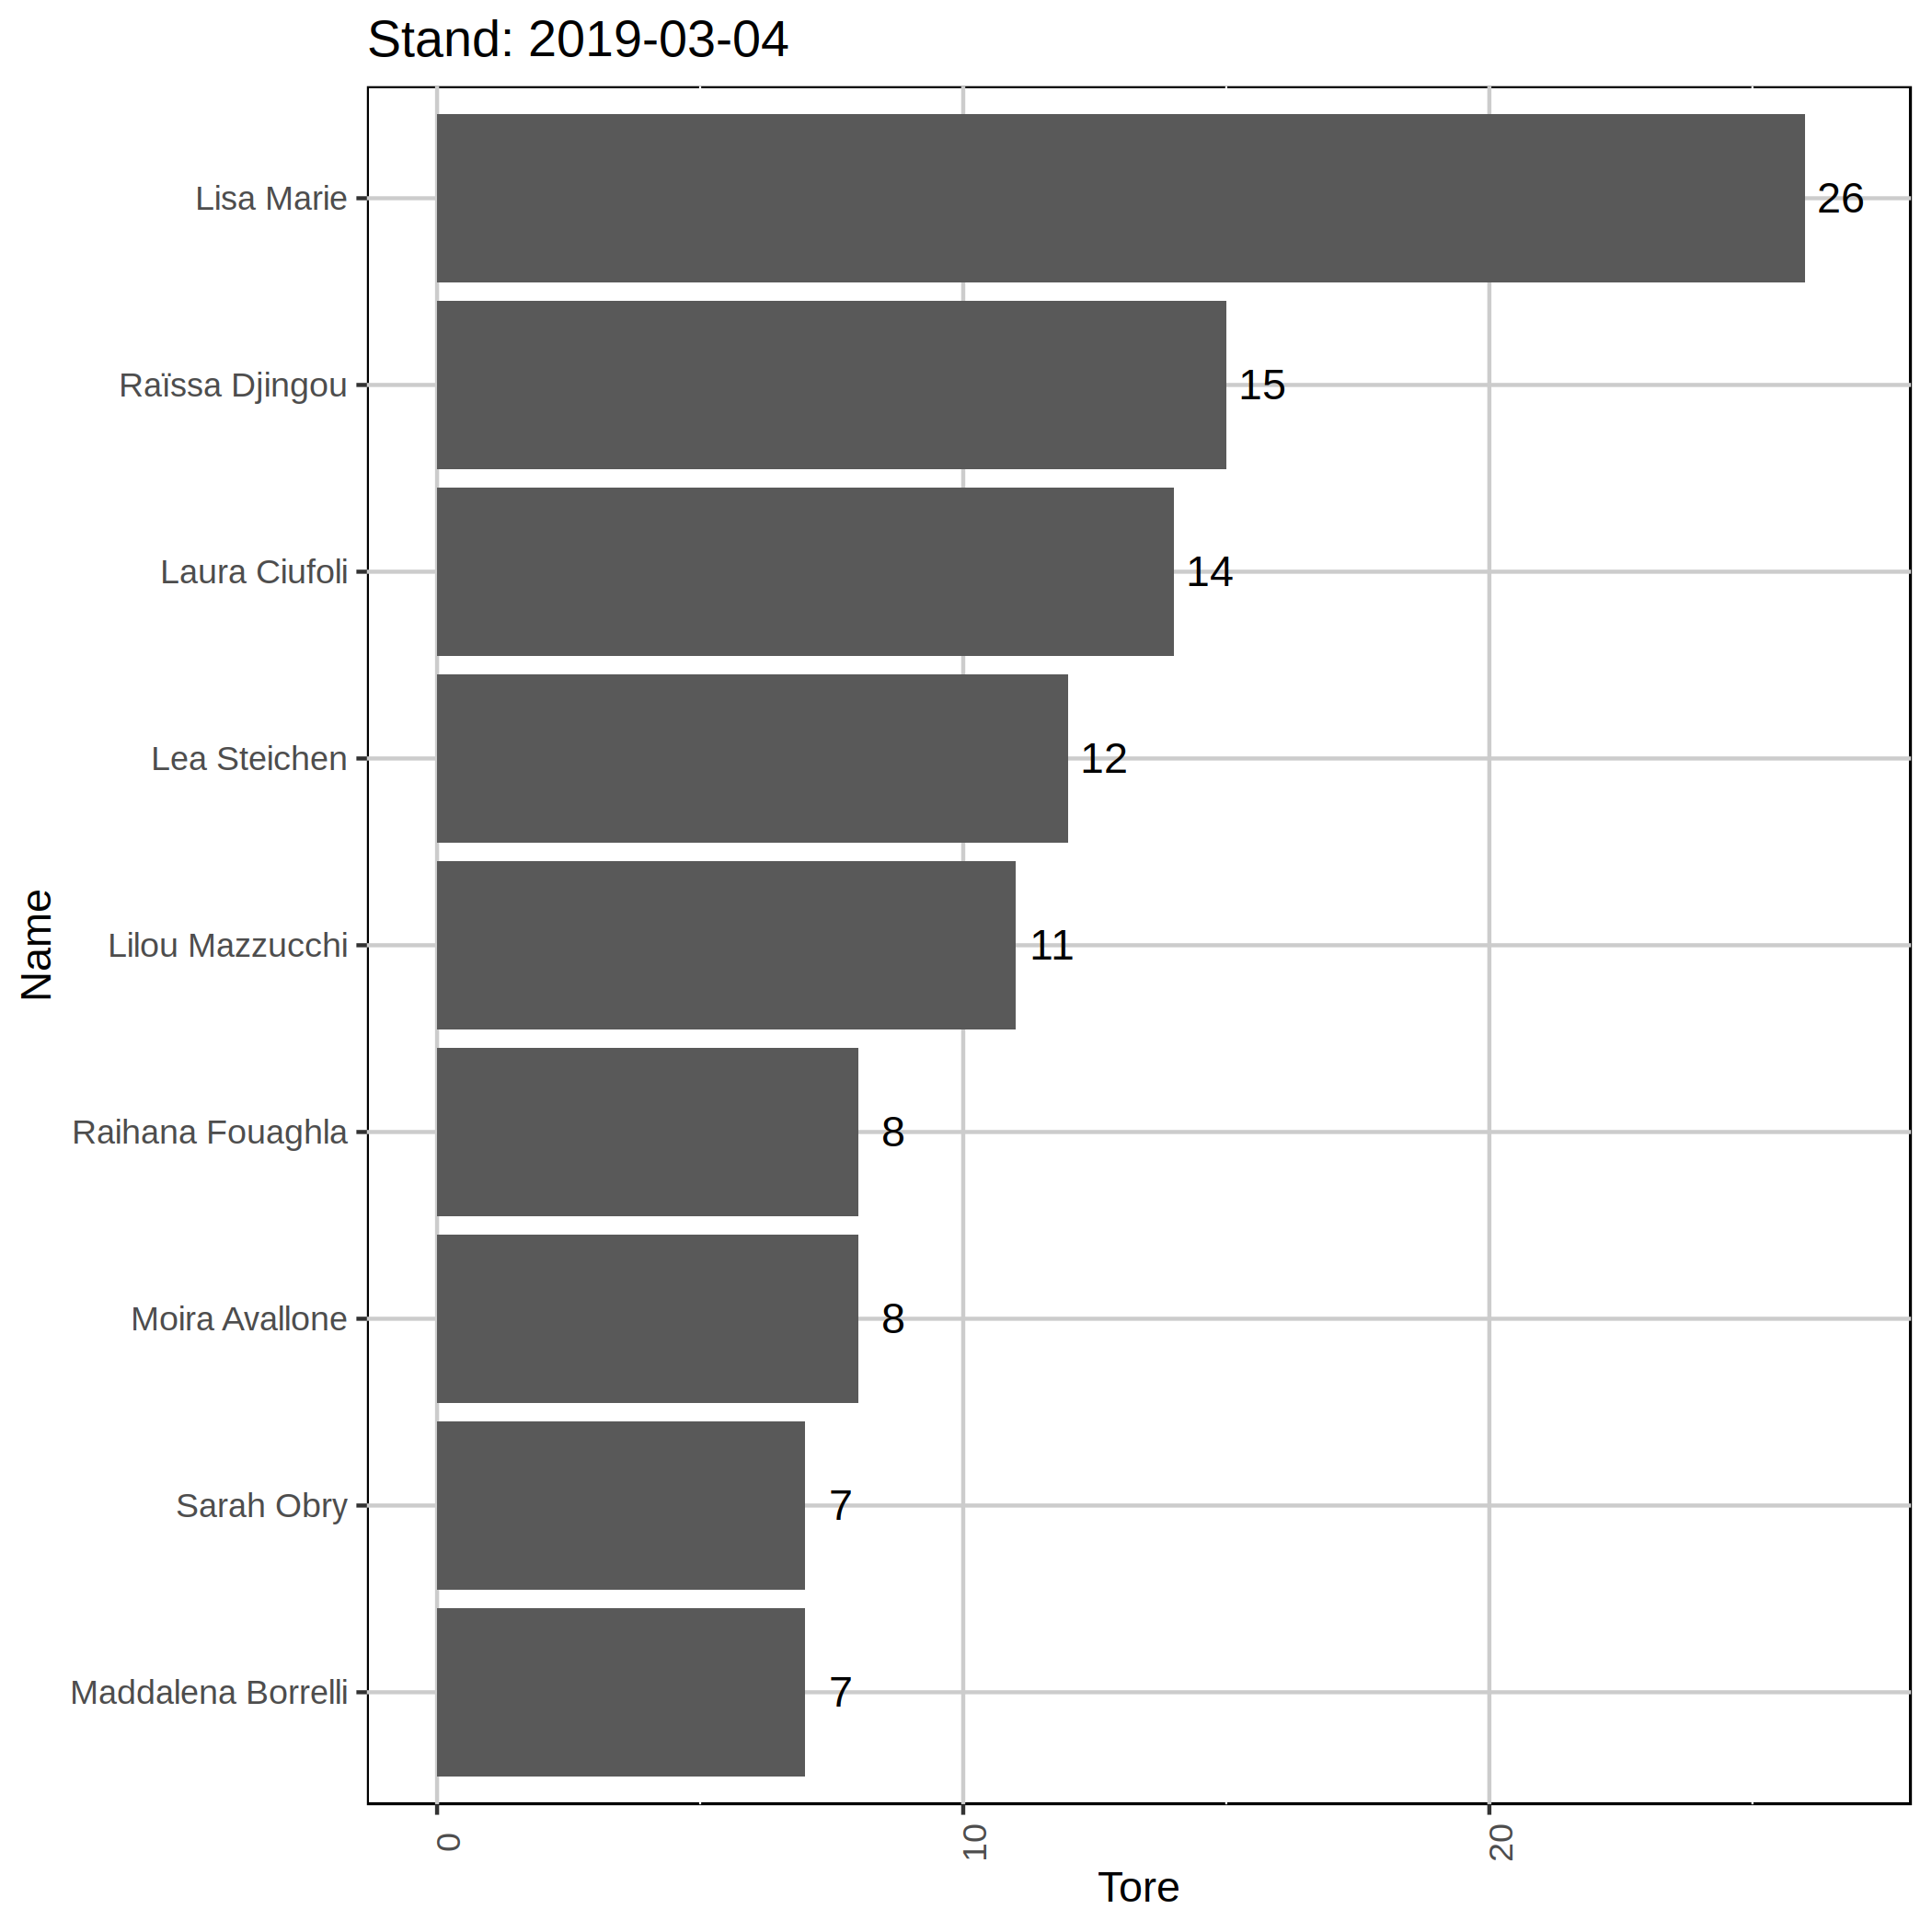 Stand: 2019-03-04
Lisa Marie 26
Raïssa Djingou 15
Laura Ciufoli 14
Lea Steichen 12
Lilou Mazzucchi 11
Raihana Fouaghla 8
Moira Avallone 8
Sarah Obry 7
Maddalena Borrelli 7
Name
0 10 20
Tore